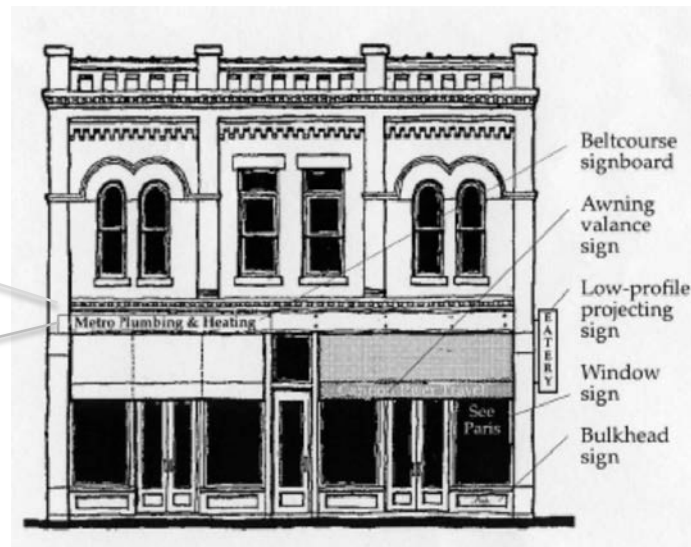 Beltcourse
signboard
Awning
valance
sign
Low-profile
projecting
sign
Window
sign
Bulkhead
sign
Metro Plumbing & Heating
EATERY
Travel
See
Paris